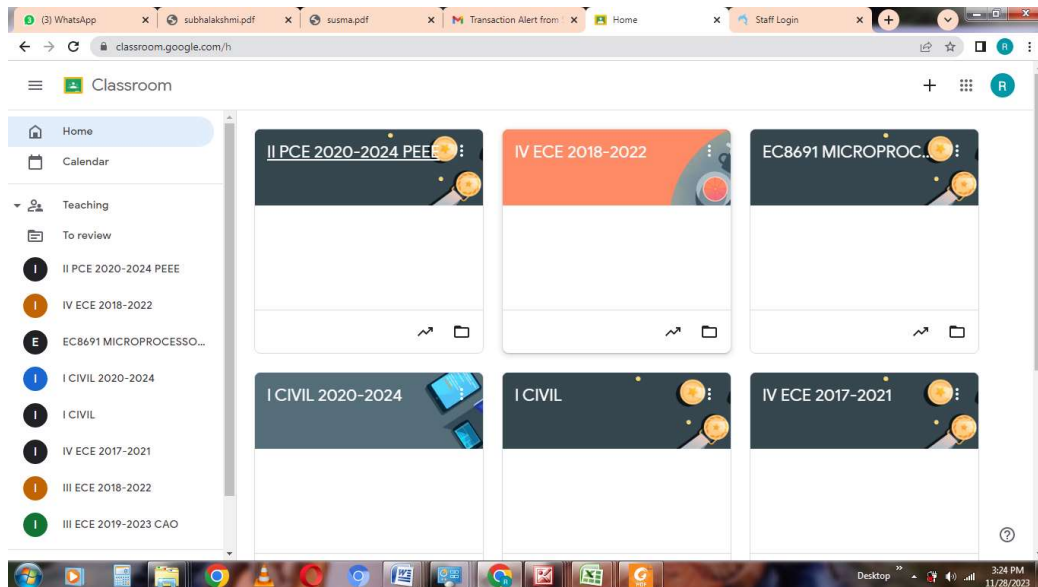 (3) WhatsApp
subhalakshmi.pdf
susma.pdf
Transaction Alert from
Home
Staff Login
classroom.google.com/h
R
Classroom
R
Home
Calendar
Teaching
To review
I II PCE 2020-2024 PEEE
I IV ECE 2018-2022
E EC8691 MICROPROCESSO...
I I CIVIL 2020-2024
I I CIVIL
I IV ECE 2017-2021
I III ECE 2018-2022
I III ECE 2019-2023 CAO
II PCE 2020-2024 PEEE
IV ECE 2018-2022
EC8691 MICROPROC...
I CIVIL 2020-2024
I CIVIL
IV ECE 2017-2021
Desktop
3:24 PM
11/28/2023